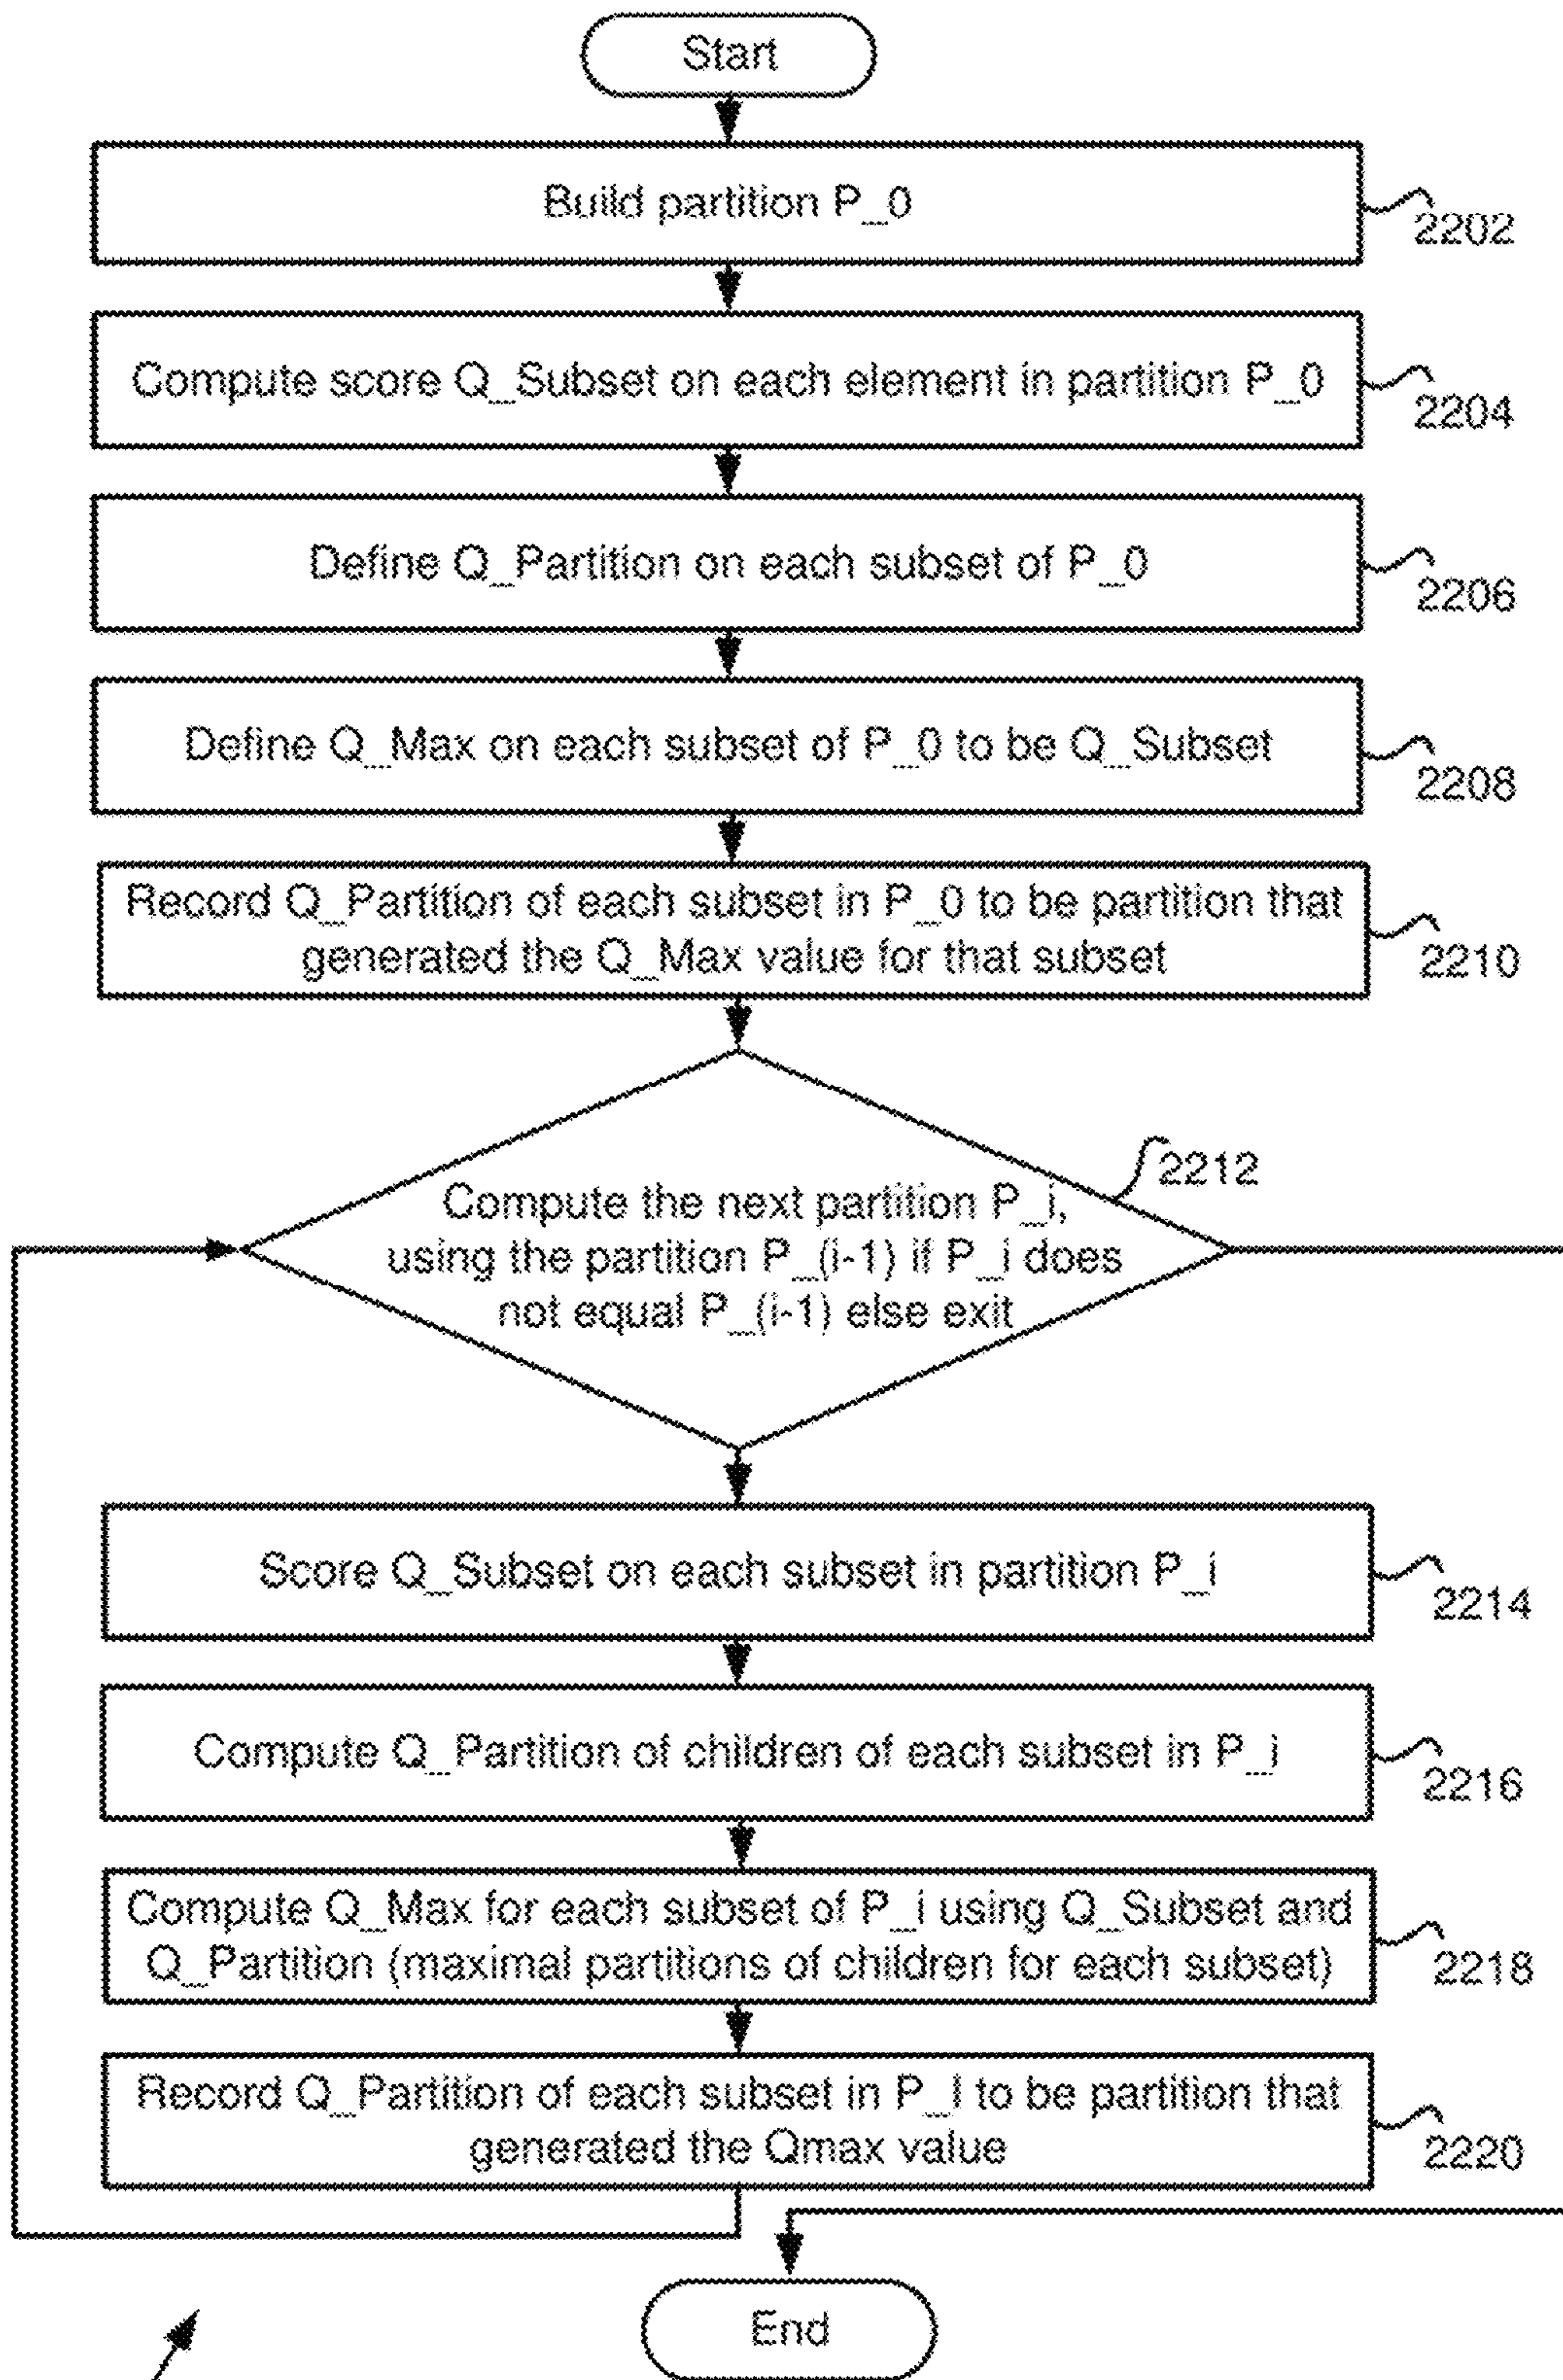 Start
Build partition P_0
2202
Compute score Q_Subset on each element in partition P_0
2204
Define Q_Partition on each subset of P_0
2206
Define Q_Max on each subset of P_0 to be Q_Subset
2208
Record Q_Partition of each subset in P_0 to be partition that
generated the Q_Max value for that subset
2210
2212
Compute the next partition P_i,
using the partition P_(i-1) if P_i does
not equal P_(i-1) else exit
Score Q_Subset on each subset in partition P_i
2214
Compute Q_Partition of children of each subset in P_i
2216
Compute Q_Max for each subset of P_i using Q_Subset and
Q_Partition (maximal partitions of children for each subset)
2218
Record Q_Partition of each subset in P_I to be partition that
generated the Qmax value
2220
End